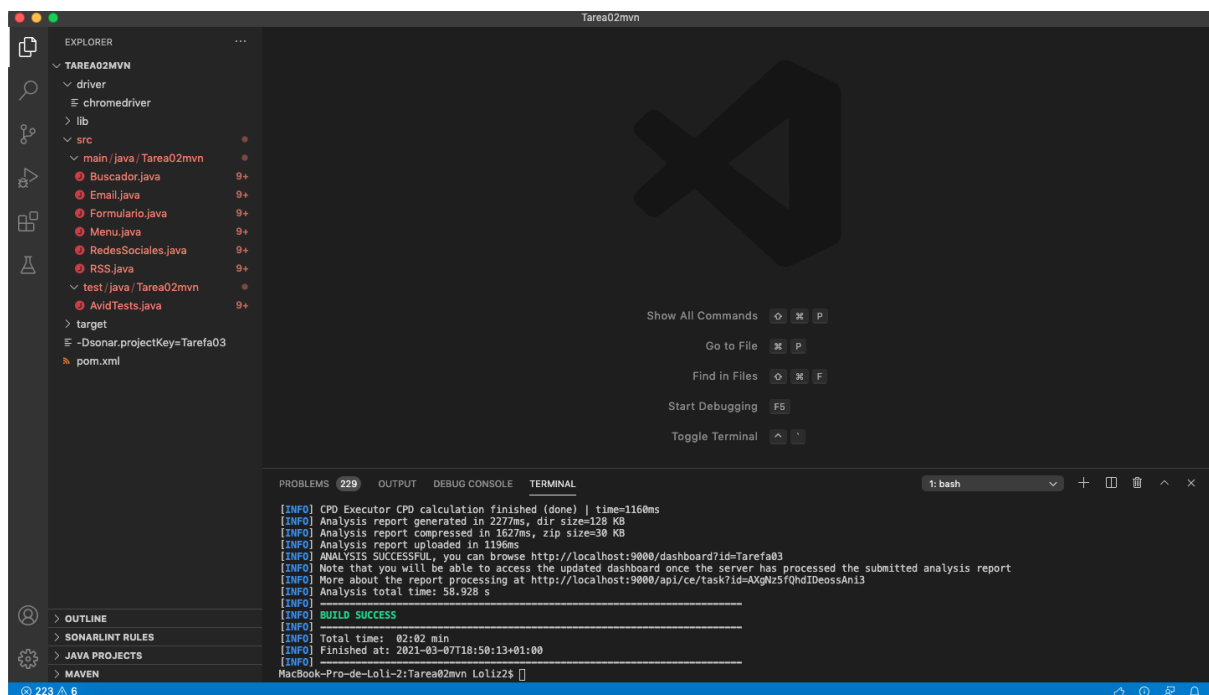 Tarea02mvn
EXPLORER ...
TAREA02MVN
driver
chromedriver
lib
src
main/java/Tarea02mvn
Buscador.java 9+
Email.java 9+
Formulario.java 9+
Menu.java 9+
RedesSociales.java 9+
RSS.java 9+
test/java/Tarea02mvn
AvidTests.java 9+
target
-Dsonar.projectKey=Tarefa03
pom.xml
OUTLINE
SONARLINT RULES
JAVA PROJECTS
MAVEN
Show All Commands ⇧ ⌘ P
Go to File ⌘ P
Find in Files ⇧ ⌘ F
Start Debugging F5
Toggle Terminal ^ `
PROBLEMS 229 OUTPUT DEBUG CONSOLE TERMINAL 1: bash
[INFO] CPD Executor CPD calculation finished (done) | time=1160ms
[INFO] Analysis report generated in 2277ms, dir size=128 KB
[INFO] Analysis report compressed in 1627ms, zip size=30 KB
[INFO] Analysis report uploaded in 1196ms
[INFO] ANALYSIS SUCCESSFUL, you can browse http://localhost:9000/dashboard?id=Tarefa03
[INFO] Note that you will be able to access the updated dashboard once the server has processed the submitted analysis report
[INFO] More about the report processing at http://localhost:9000/api/ce/task?id=AXgNz5fQhdIDeossAni3
[INFO] Analysis total time: 58.928 s
[INFO] ------------------------------------------------------------------------
[INFO] BUILD SUCCESS
[INFO] ------------------------------------------------------------------------
[INFO] Total time: 02:02 min
[INFO] Finished at: 2021-03-07T18:50:13+01:00
[INFO] ------------------------------------------------------------------------
MacBook-Pro-de-Loli-2:Tarea02mvn Loliz2$
223 6